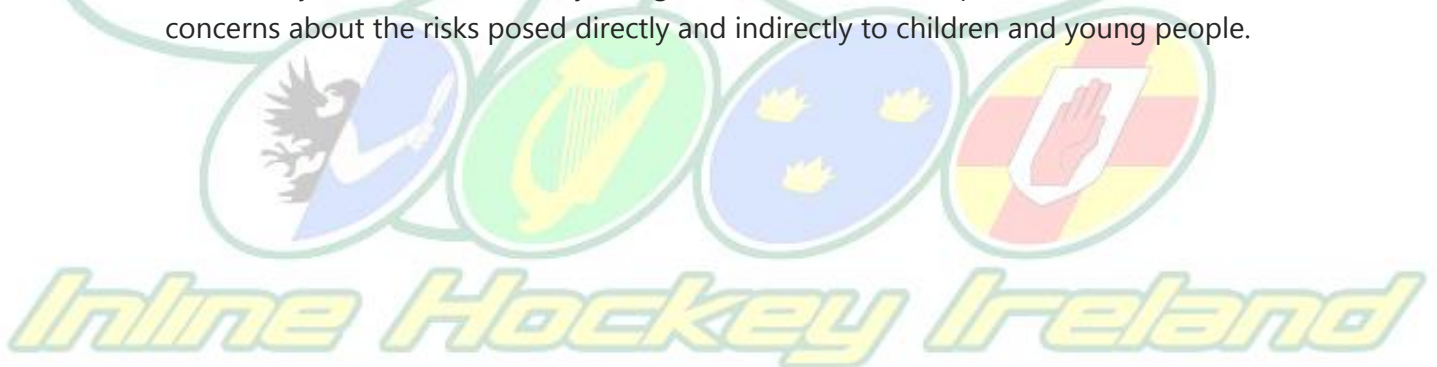 concerns about the risks posed directly and indirectly to children and young people.
Inline Hockey Ireland